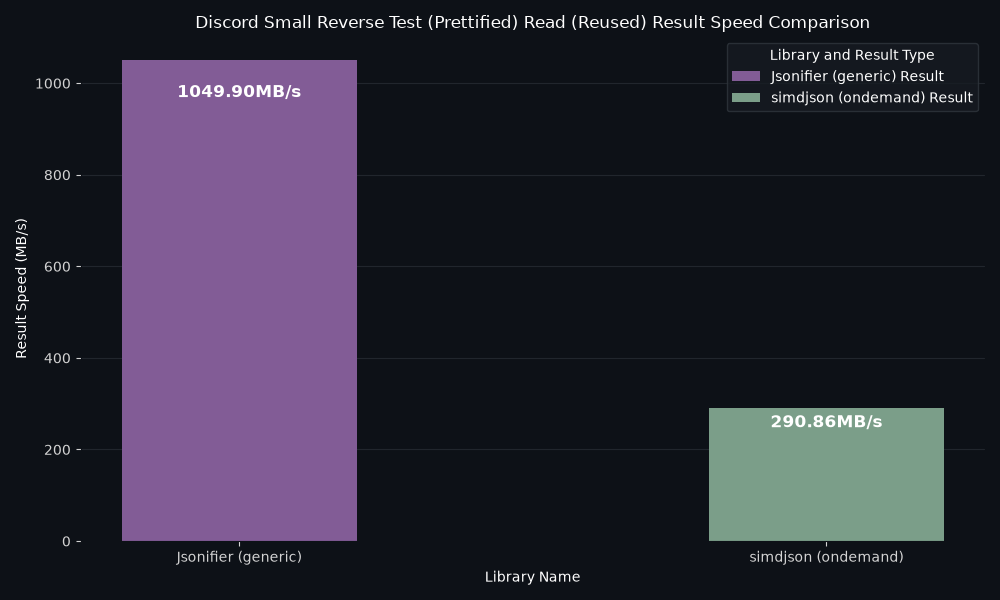 Discord Small Reverse Test (Prettified) Read (Reused) Result Speed Comparison
Library and Result Type
Jsonifier (generic) Result
simdjson (ondemand) Result
1049.90MB/s
290.86MB/s
Result Speed (MB/s)
1000
800
600
400
200
0
Jsonifier (generic)
simdjson (ondemand)
Library Name